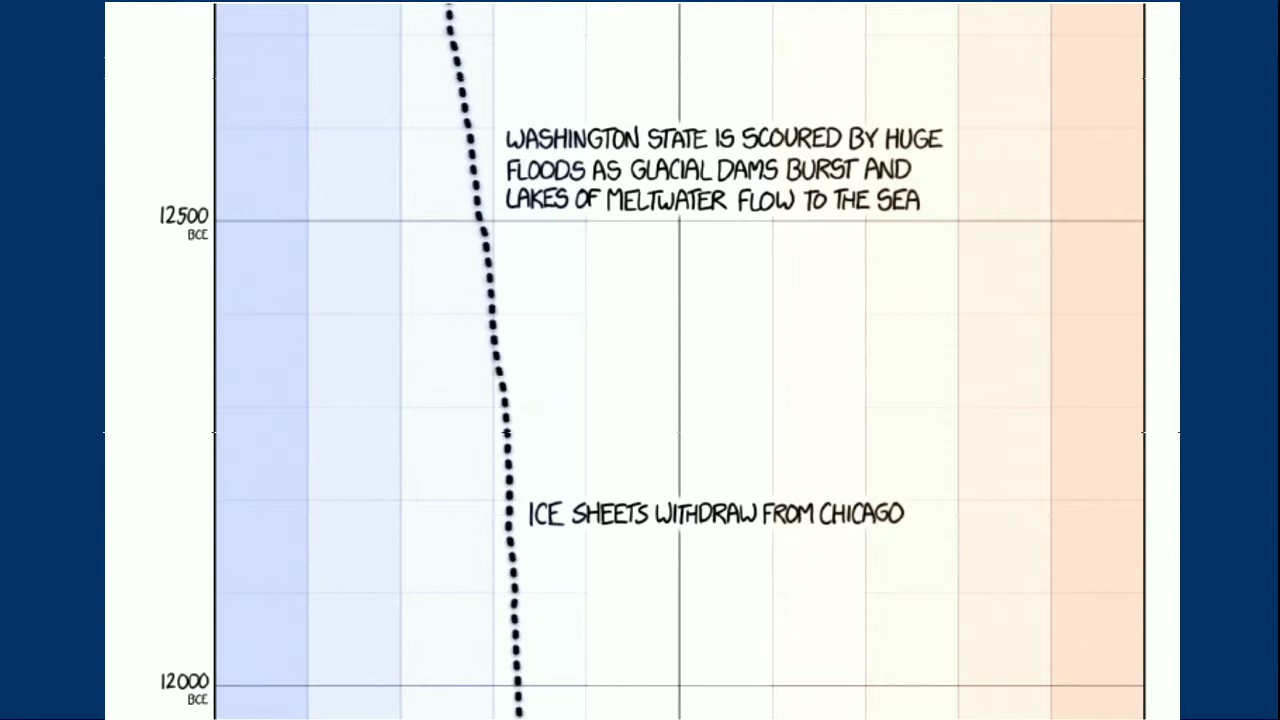 WASHINGTON STATE IS SCOURED BY HUGE
FLOODS AS GLACIAL DAMS BURST AND
LAKES OF MELTWATER FLOW TO THE SEA
12500
BCE
ICE SHEETS WITHDRAW FROM CHICAGO
12000
BCE